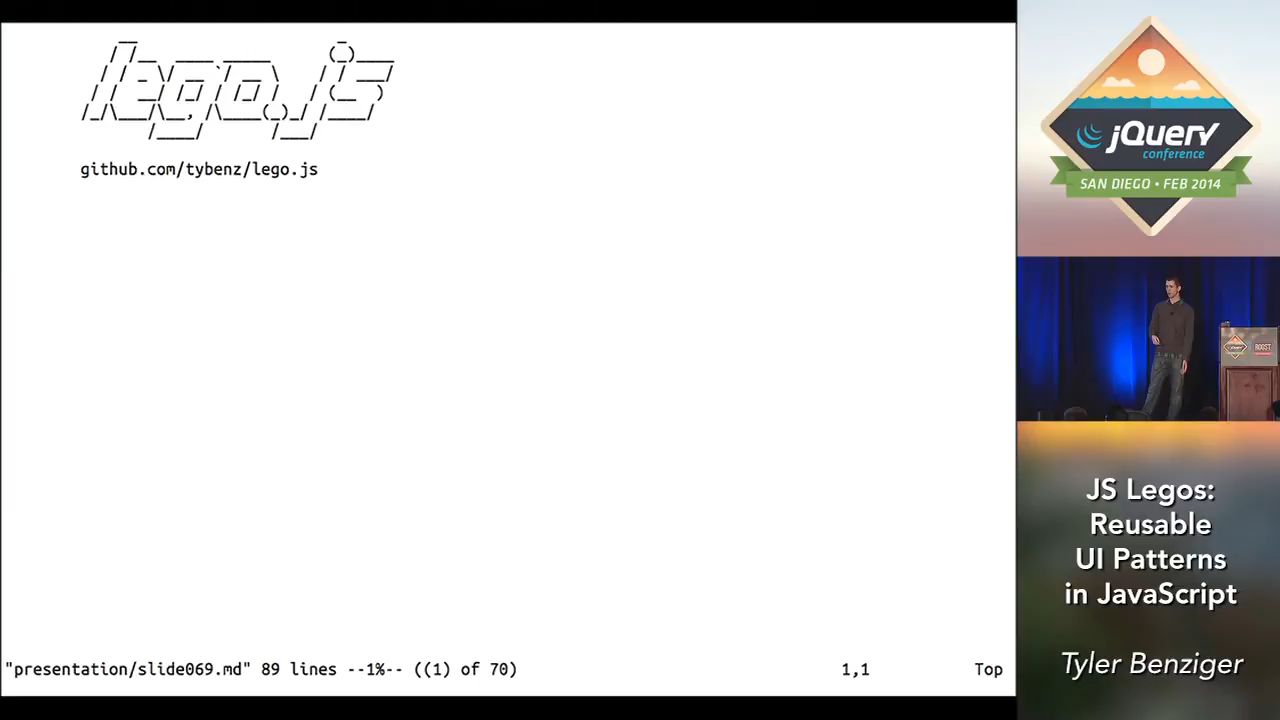 lego.js
github.com/tybenz/lego.js
"presentation/slide069.md" 89 lines --1%-- ((1) of 70) 1,1 Top
jQuery
conference
SAN DIEGO • FEB 2014
ROOST
JS Legos:
Reusable
UI Patterns
in JavaScript
Tyler Benziger